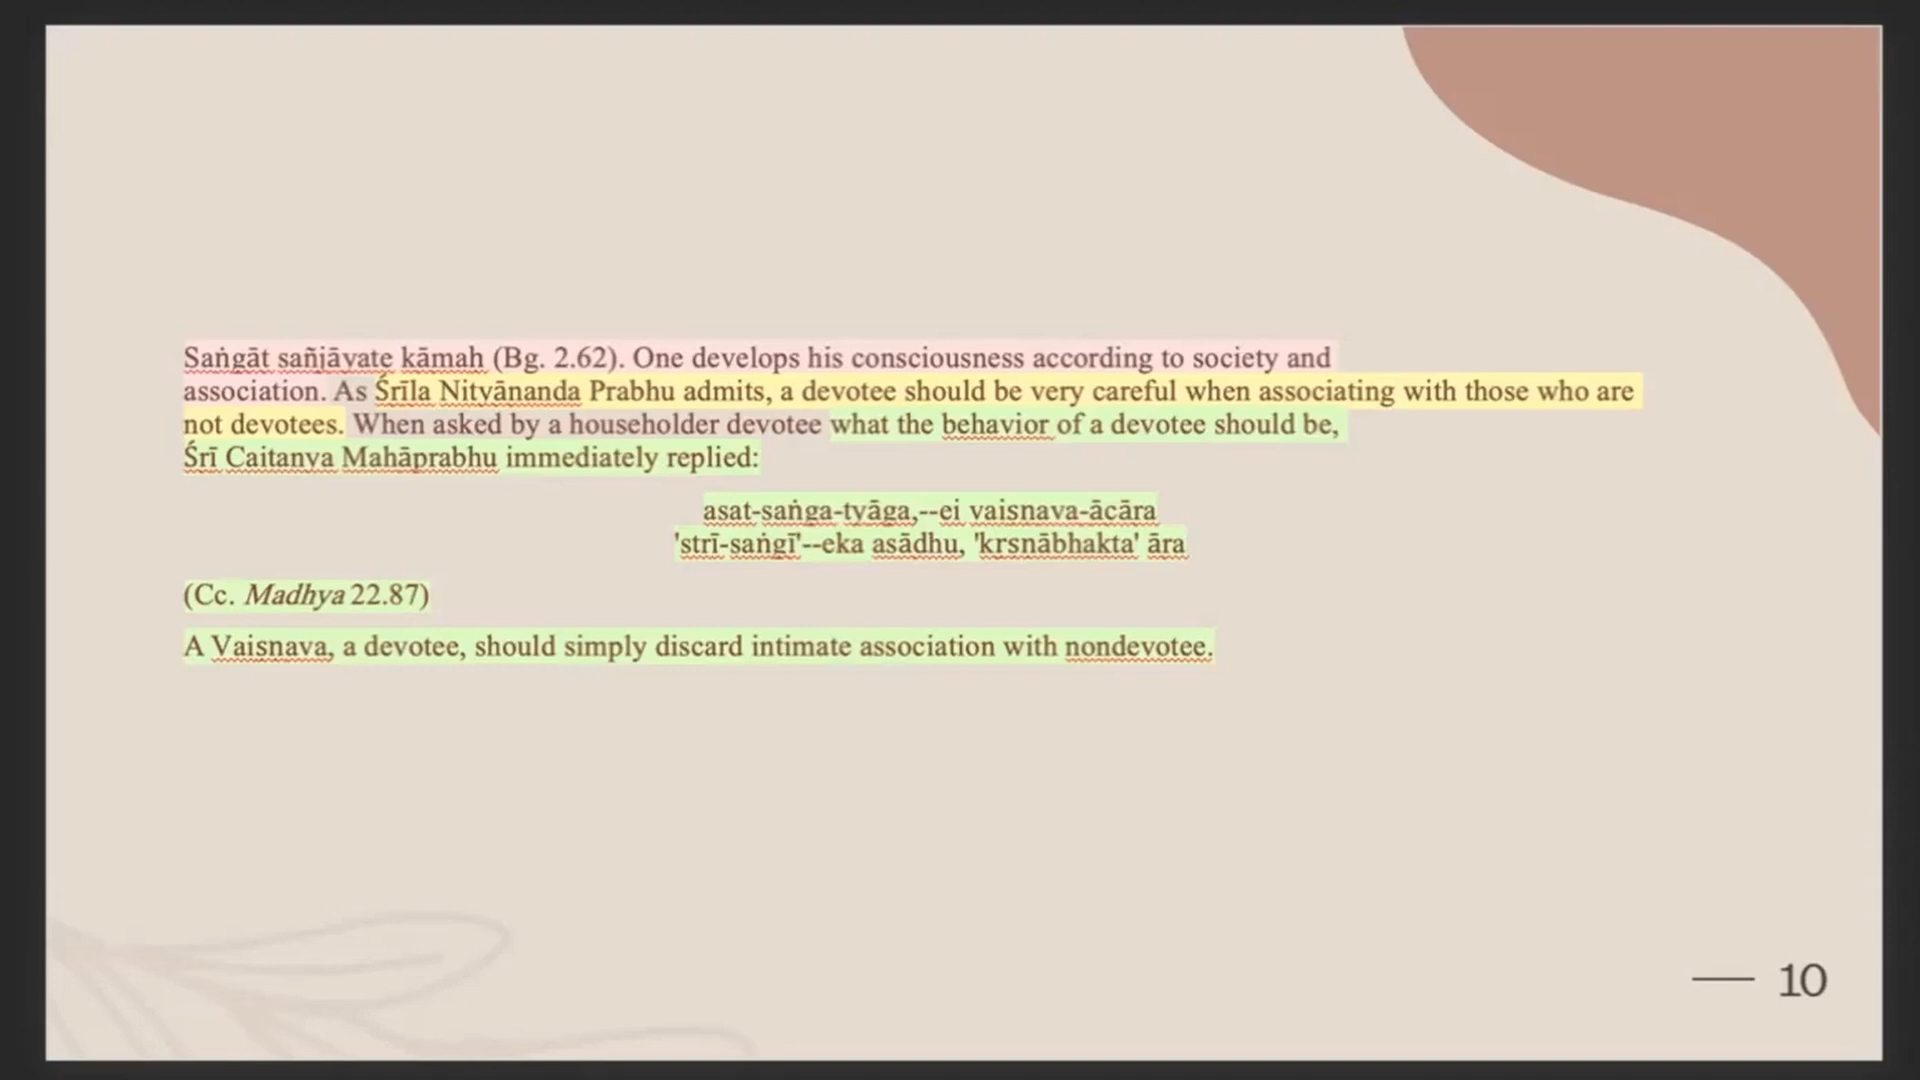 Saṅgāt sañjāvate kāmah (Bg. 2.62). One develops his consciousness according to society and
association. As Śrīla Nitvānanda Prabhu admits, a devotee should be very careful when associating with those who are
not devotees. When asked by a householder devotee what the behavior of a devotee should be,
Śrī Caitanva Mahāprabhu immediately replied:
asat-saṅga-tyāga,--ei vaisnava-ācāra
'strī-saṅgī'--eka asādhu, 'krsnābhakta' āra
(Cc. Madhya 22.87)
A Vaisnava, a devotee, should simply discard intimate association with nondevotee.
10